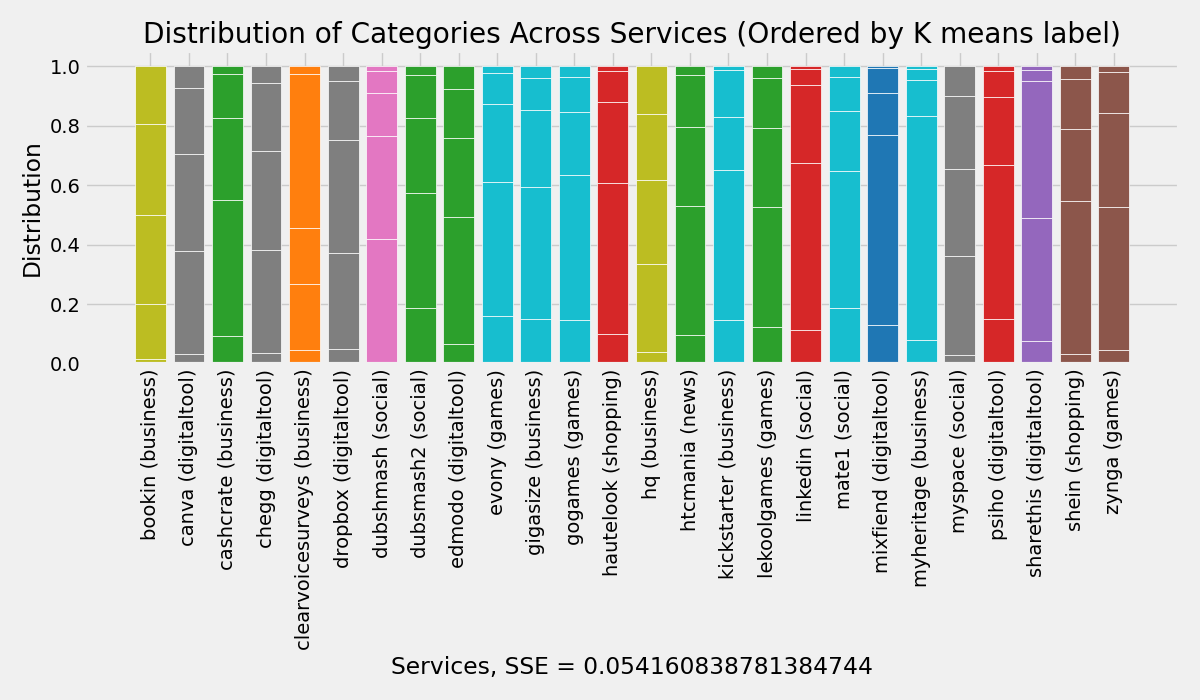 Distribution of Categories Across Services (Ordered by K means label)
Distribution
1.0
0.8
0.6
0.4
0.2
0.0
bookin (business)
canva (digitaltool)
cashcrate (business)
chegg (digitaltool)
clearvoicesurveys (business)
dropbox (digitaltool)
dubshmash (social)
dubsmash2 (social)
edmodo (digitaltool)
evony (games)
gigasize (business)
gogames (games)
hautelook (shopping)
hq (business)
htcmania (news)
kickstarter (business)
lekoolgames (games)
linkedin (social)
mate1 (social)
mixfiend (digitaltool)
myheritage (business)
myspace (social)
psiho (digitaltool)
sharethis (digitaltool)
shein (shopping)
zynga (games)
Services, SSE = 0.054160838781384744